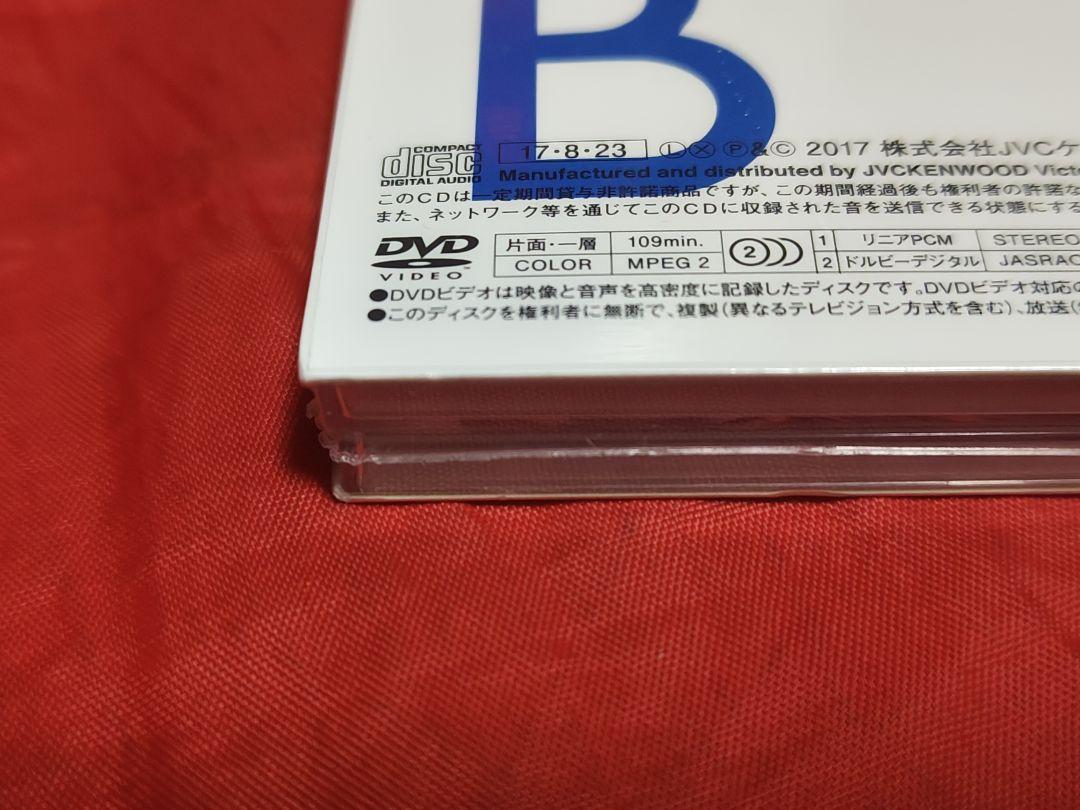 B
COMPACT
disc
DIGITAL AUDIO
17・8・23 Ⓛ Ⓧ Ⓟ&Ⓒ 2017 株式会社JVCケ
Manufactured and distributed by JVCKENWOOD Victo
このCDは一定期間貸与非許諾商品ですが、この期間経過後も権利者の許諾な
また、ネットワーク等を通じてこのCDに収録された音を送信できる状態にする
DVD
VIDEO™
片面・一層 109min. 2 1 リニアPCM STEREO
COLOR MPEG 2 2 ドルビーデジタル JASRAC
●DVDビデオは映像と音声を高密度に記録したディスクです。DVDビデオ対応の
●このディスクを権利者に無断で、複製(異なるテレビジョン方式を含む)、放送(